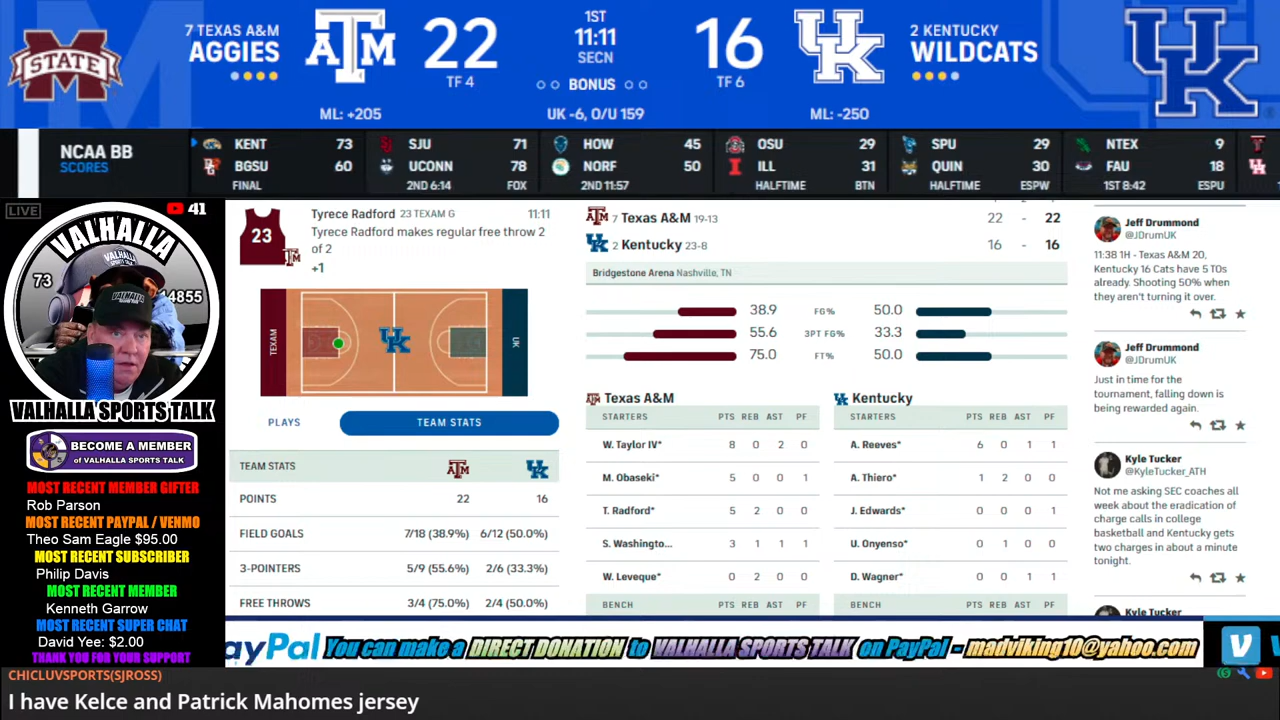 STATE
7 TEXAS A&M
AGGIES
ATM
22
TF 4
ML: +205
1ST
11:11
SECN
BONUS
UK -6, O/U 159
16
TF 6
ML: -250
UK
2 KENTUCKY
WILDCATS
UK
NCAA BB
SCORES
KENT 73
BGSU 60
FINAL
SJU 71
UCONN 78
2ND 6:14 FOX
HOW 45
NORF 50
2ND 11:57
OSU 29
ILL 31
HALFTIME BTN
SPU 29
QUIN 30
HALFTIME ESPW
NTEX 9
FAU 18
1ST 8:42 ESPU
LIVE
41
VALHALLA
73
14855
VALHALLA
VALHALLA SPORTS TALK
BECOME A MEMBER
of VALHALLA SPORTS TALK
MOST RECENT MEMBER GIFTER
Rob Parson
MOST RECENT PAYPAL / VENMO
Theo Sam Eagle $95.00
MOST RECENT SUBSCRIBER
Philip Davis
MOST RECENT MEMBER
Kenneth Garrow
MOST RECENT SUPER CHAT
David Yee: $2.00
THANK YOU FOR YOUR SUPPORT
23
Tyrece Radford 23 TEXAM G 11:11
Tyrece Radford makes regular free throw 2
of 2
+1
TEXAM
UK
UK
PLAYS
TEAM STATS
TEAM STATS
POINTS 22 16
FIELD GOALS 7/18 (38.9%) 6/12 (50.0%)
3-POINTERS 5/9 (55.6%) 2/6 (33.3%)
FREE THROWS 3/4 (75.0%) 2/4 (50.0%)
7 Texas A&M 19-13 22 - 22
2 Kentucky 23-8 16 - 16
Bridgestone Arena Nashville, TN
38.9 FG% 50.0
55.6 3PT FG% 33.3
75.0 FT% 50.0
Texas A&M
STARTERS PTS REB AST PF
W. Taylor IV* 8 0 2 0
M. Obaseki* 5 0 0 1
T. Radford* 5 2 0 0
S. Washingto... 3 1 1 1
W. Leveque* 0 2 0 0
BENCH PTS REB AST PF
Kentucky
STARTERS PTS REB AST PF
A. Reeves* 6 0 1 1
A. Thiero* 1 2 0 0
J. Edwards* 0 0 0 1
U. Onyenso* 0 1 0 0
D. Wagner* 0 0 1 1
BENCH PTS REB AST PF
Jeff Drummond
@JDrumUK
11:38 1H - Texas A&M 20,
Kentucky 16 Cats have 5 TOs
already. Shooting 50% when
they aren't turning it over.
Jeff Drummond
@JDrumUK
Just in time for the
tournament, falling down is
being rewarded again.
Kyle Tucker
@KyleTucker_ATH
Not me asking SEC coaches all
week about the eradication of
charge calls in college
basketball and Kentucky gets
two charges in about a minute
tonight.
Kyle Tucker
ayPal You can make a DIRECT DONATION to VALHALLA SPORTS TALK on PayPal - madviking10@yahoo.com
V
CHICLUVSPORTS(SJROSS)
I have Kelce and Patrick Mahomes jersey